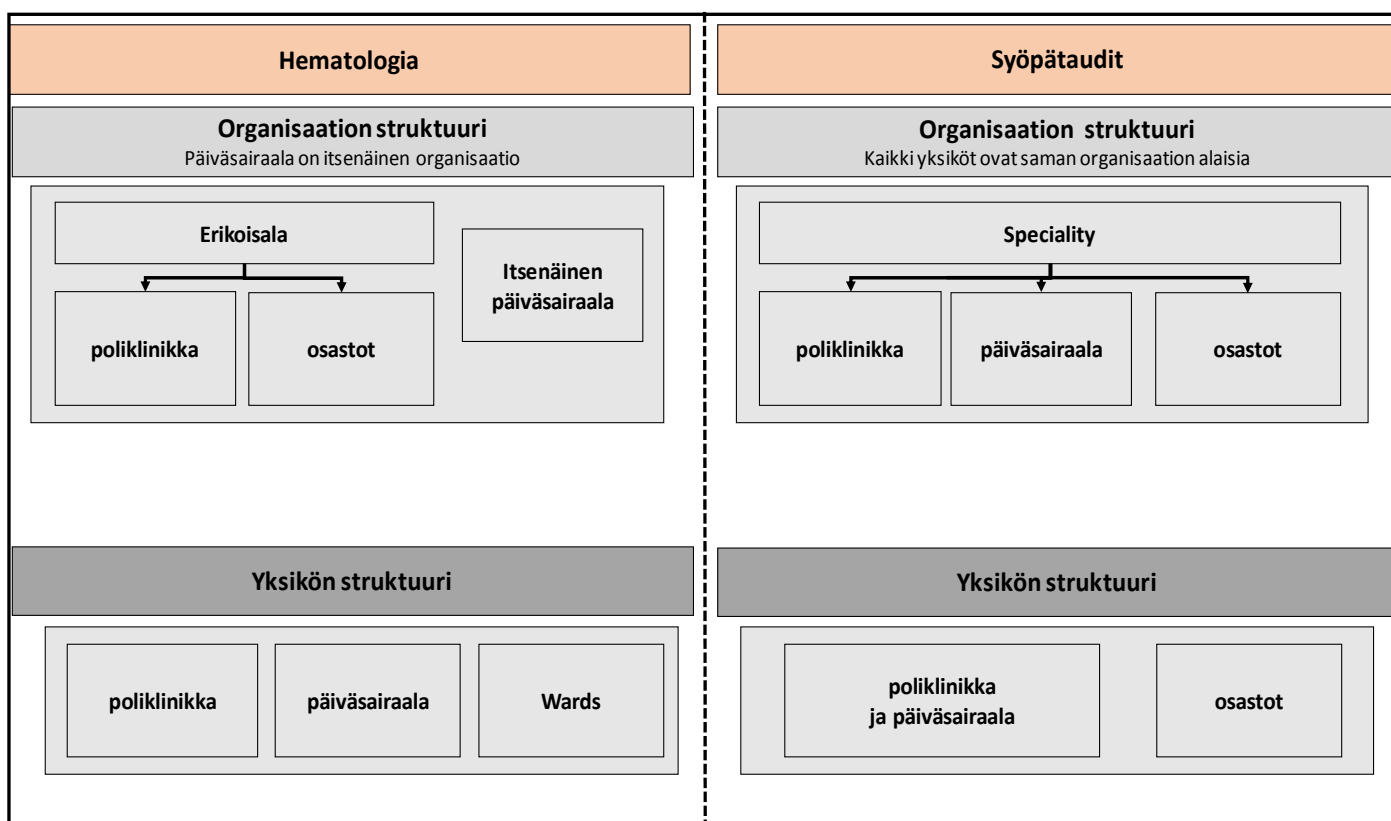 Hematologia
Organisaation struktuuri
Päiväsairaala on itsenäinen organisaatio
Erikoisala
Itsenäinen
päiväsairaala
poliklinikka
osastot
Yksikön struktuuri
poliklinikka
päiväsairaala
Wards
Syöpätaudit
Organisaation struktuuri
Kaikki yksiköt ovat saman organisaation alaisia
Speciality
poliklinikka
päiväsairaala
osastot
Yksikön struktuuri
poliklinikka
ja päiväsairaala
osastot